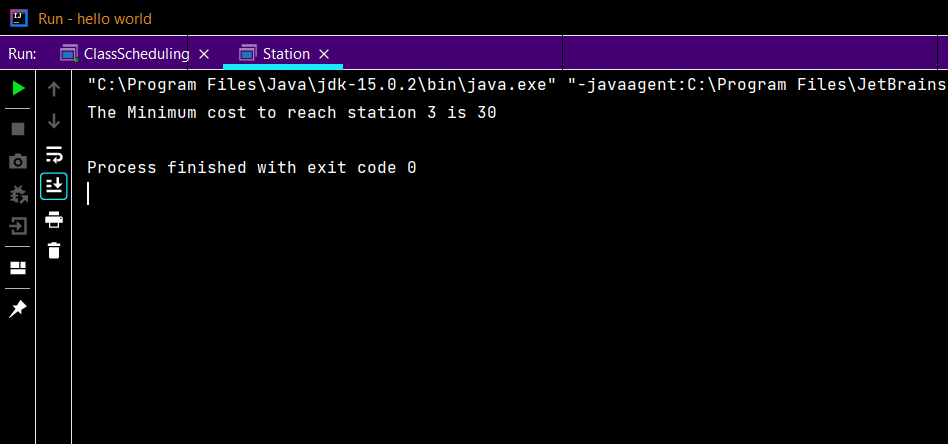 Run - hello world
Run: ClassScheduling Station
"C:\Program Files\Java\jdk-15.0.2\bin\java.exe" "-javaagent:C:\Program Files\JetBrains
The Minimum cost to reach station 3 is 30
Process finished with exit code 0